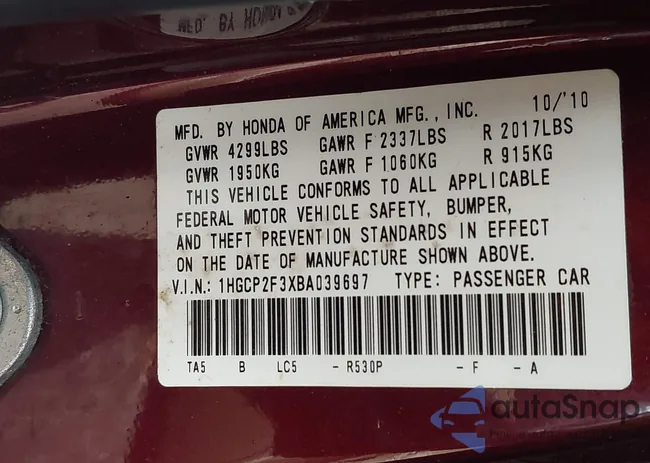 MFD. BY HONDA OF AMERICA MFG., INC. 10/'10
GVWR 4299LBS GAWR F 2337LBS R 2017LBS
GVWR 1950KG GAWR F 1060KG R 915KG
THIS VEHICLE CONFORMS TO ALL APPLICABLE
FEDERAL MOTOR VEHICLE SAFETY, BUMPER,
AND THEFT PREVENTION STANDARDS IN EFFECT
ON THE DATE OF MANUFACTURE SHOWN ABOVE.
V.I.N.: 1HGCP2F3XBA039697 TYPE: PASSENGER CAR
TA5 B LC5 - R530P - F - A
autaSnap